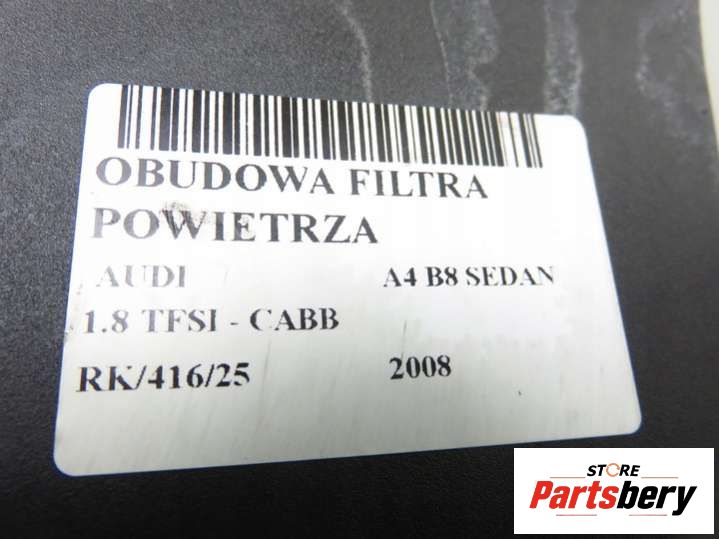 OBUDOWA FILTRA
POWIETRZA
AUDI A4 B8 SEDAN
1.8 TFSI - CABB
RK/416/25 2008
STORE
Partsbery